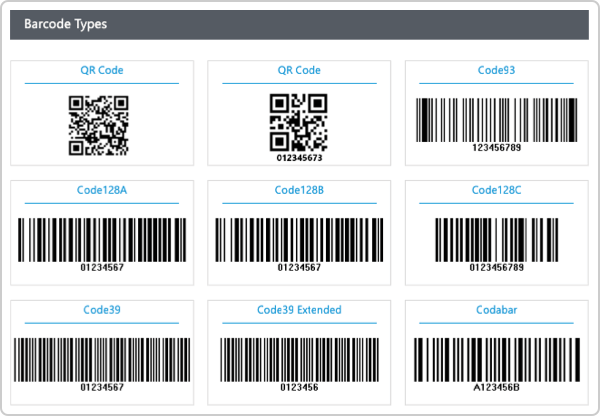 Barcode Types
QR Code
QR Code
Code93
012345673
123456789
Code128A
Code128B
Code128C
01234567
01234567
0123456789
Code39
Code39 Extended
Codabar
01234567
0123456
A123456B